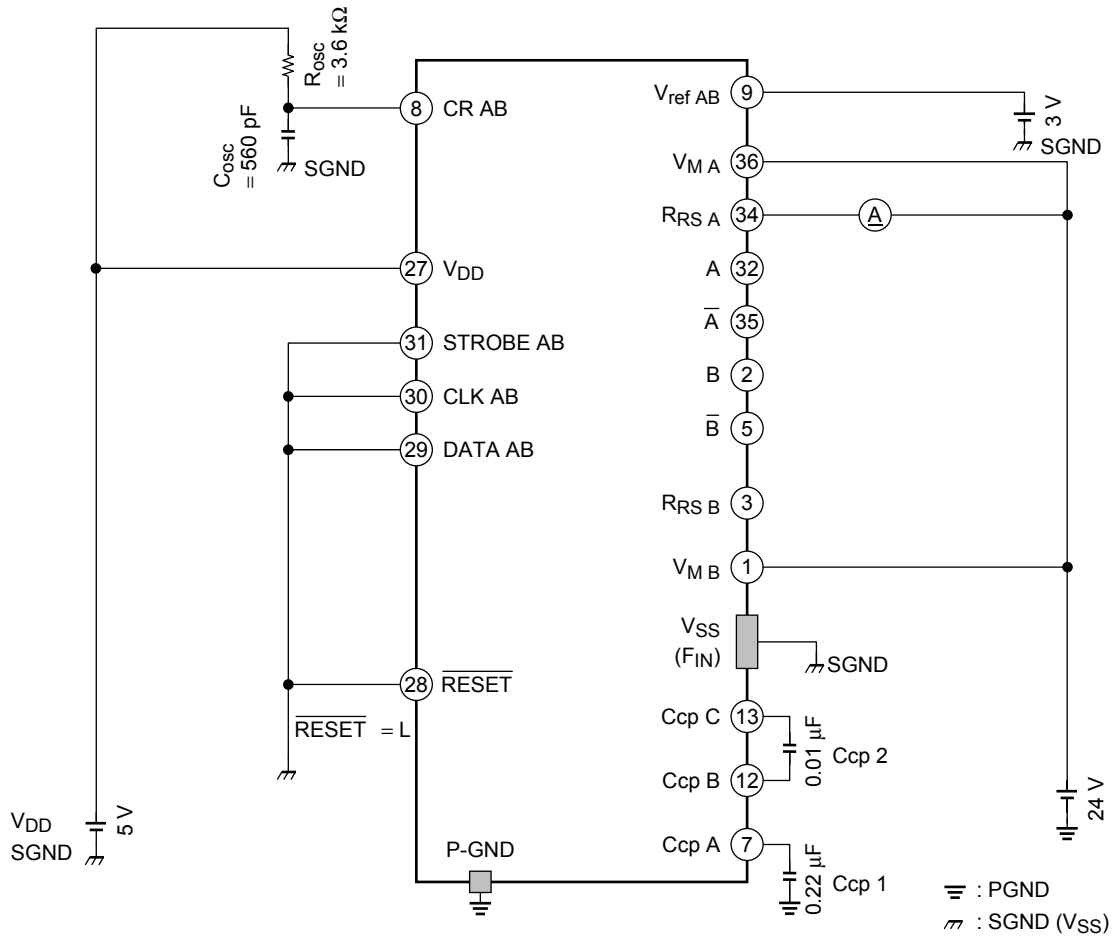 Rosc
= 3.6 kΩ
Cosc
= 560 pF
SGND
8 CR AB
27 VDD
31 STROBE AB
30 CLK AB
29 DATA AB
28 RESET
RESET = L
VDD
SGND
5 V
P-GND
Vref AB 9
3 V
SGND
VM A 36
RRS A 34
A
A 32
A 35
B 2
B 5
RRS B 3
VM B 1
VSS
(FIN)
SGND
Ccp C 13
0.01 µF
Ccp 2
Ccp B 12
Ccp A 7
0.22 µF
Ccp 1
24 V
: PGND
: SGND (VSS)